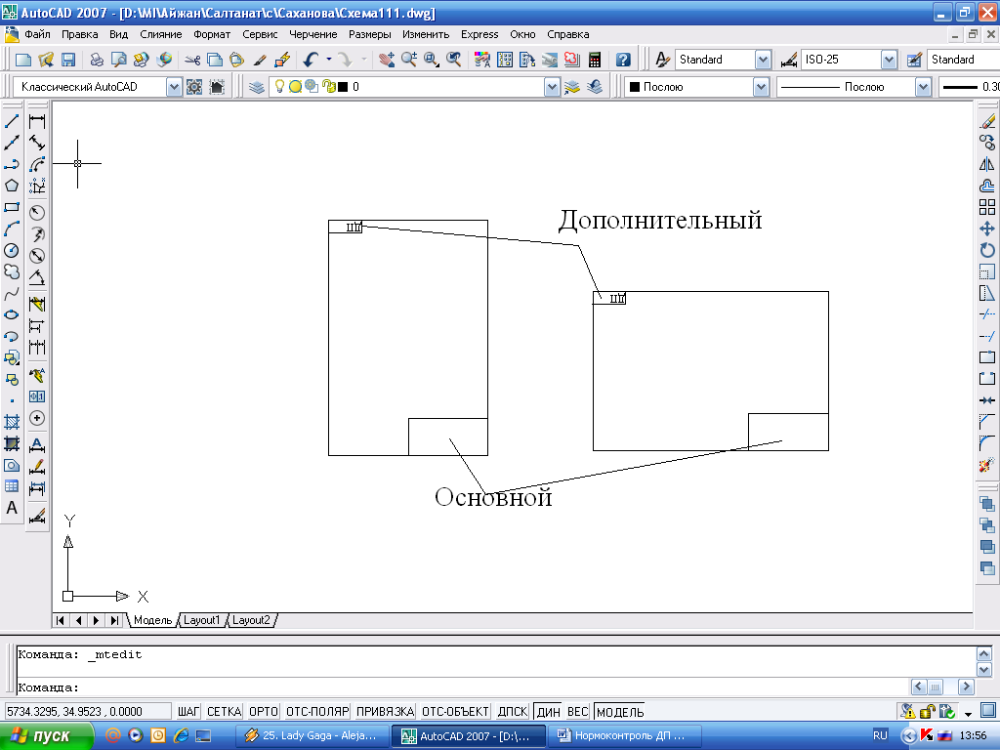 AutoCAD 2007 - [D:\MI\Айжан\Салтанат\с\Саханова\Схема111.dwg]
Файл Правка Вид Слияние Формат Сервис Черчение Размеры Изменить Express Окно Справка
Standard ISO-25 Standard
Классический AutoCAD 0 Послою Послою 0.30
Дополнительный
Основной
Y
X
Модель Layout1 Layout2
Команда: _mtedit
Команда:
5734.3295, 34.9523 , 0.0000 ШАГ СЕТКА ОРТО ОТС-ПОЛЯР ПРИВЯЗКА ОТС-ОБЪЕКТ ДПСК ДИН ВЕС МОДЕЛЬ
пуск 25. Lady Gaga - Aleja... AutoCAD 2007 - [D:\... Нормоконтроль ДП ... RU 13:56